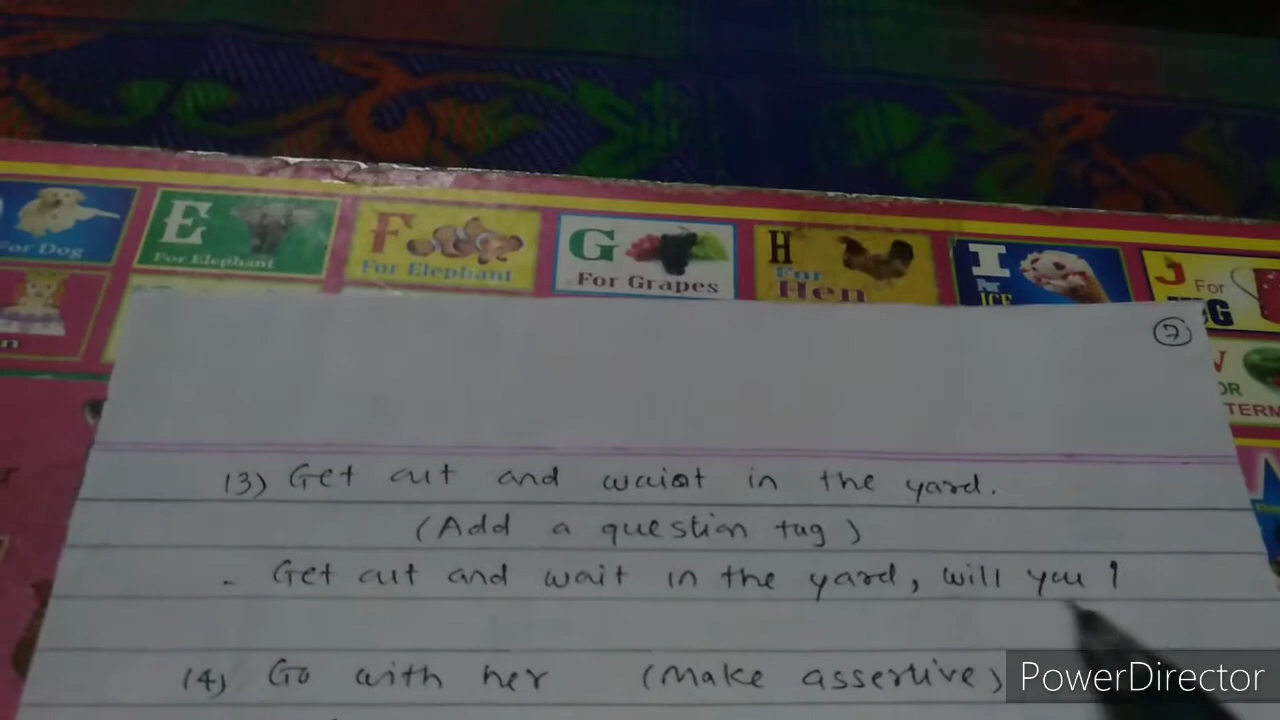 For Dog
E
For Elephant
F
For Elephant
G
For Grapes
H
For
Hen
I
For
ICE
J
For
7
13) Get out and waiot in the yard.
(Add a question tag)
- Get out and wait in the yard, will you?
14) Go with her (Make assertive)
PowerDirector